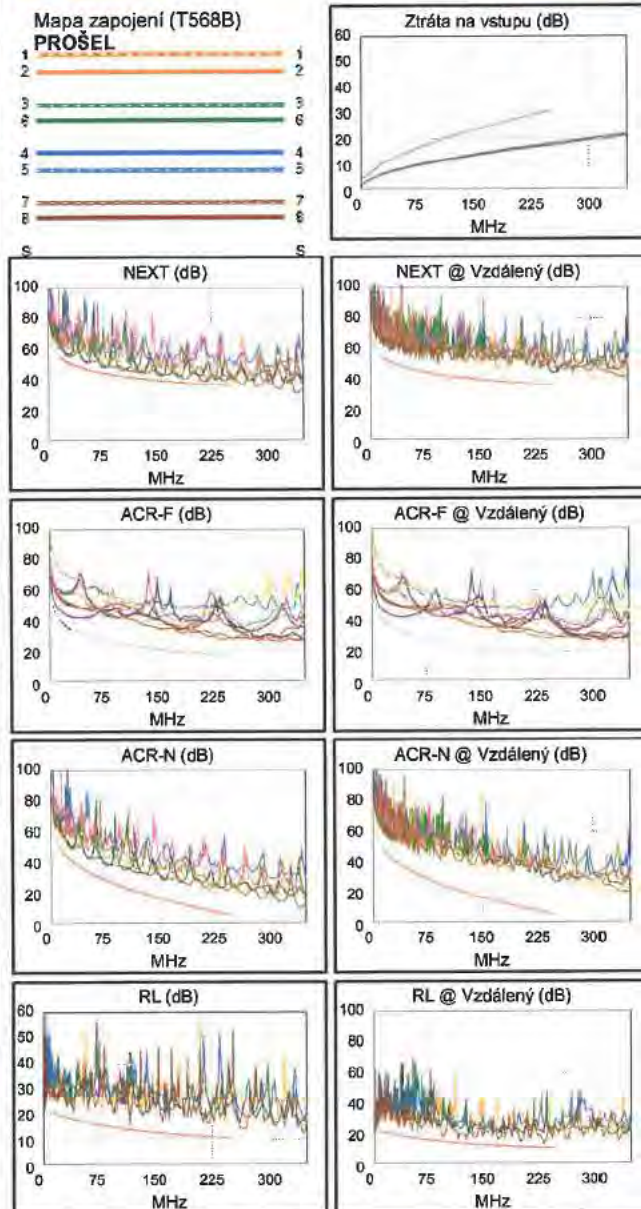 Mapa zapojení (T568B)
PROŠEL
1 1
2 2
3 3
6 6
4 4
5 5
7 7
8 8
S S
Ztráta na vstupu (dB)
60
50
40
30
20
10
0
0 75 150 225 300
MHz
NEXT (dB)
100
80
60
40
20
0
0 75 150 225 300
MHz
NEXT @ Vzdálený (dB)
100
80
60
40
20
0
0 75 150 225 300
MHz
ACR-F (dB)
100
80
60
40
20
0
0 75 150 225 300
MHz
ACR-F @ Vzdálený (dB)
100
80
60
40
20
0
0 75 150 225 300
MHz
ACR-N (dB)
100
80
60
40
20
0
0 75 150 225 300
MHz
ACR-N @ Vzdálený (dB)
100
80
60
40
20
0
0 75 150 225 300
MHz
RL (dB)
60
50
40
30
20
10
0
0 75 150 225 300
MHz
RL @ Vzdálený (dB)
100
80
60
40
20
0
0 75 150 225 300
MHz